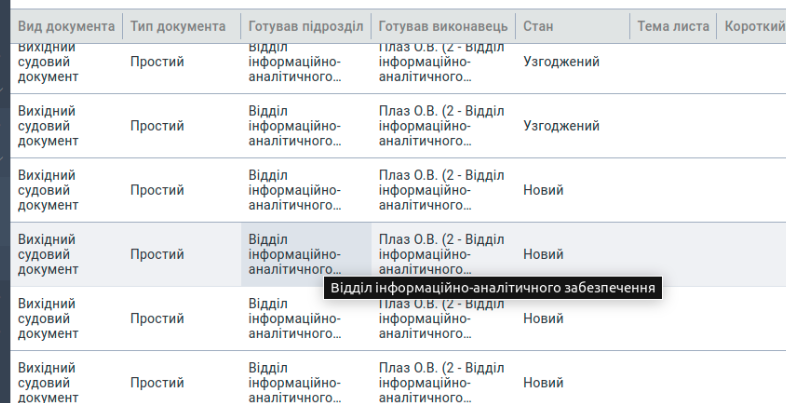 Вид документа Тип документа Готував підрозділ Готував виконавець Стан Тема листа Короткий
Вихідний Відділ Плаз О.В. (2 - Відділ
судовий Простий інформаційно- інформаційно- Узгоджений
документ аналітичного… аналітичного…
Вихідний Відділ Плаз О.В. (2 - Відділ
судовий Простий інформаційно- інформаційно- Узгоджений
документ аналітичного… аналітичного…
Вихідний Відділ Плаз О.В. (2 - Відділ
судовий Простий інформаційно- інформаційно- Новий
документ аналітичного… аналітичного…
Вихідний Відділ Плаз О.В. (2 - Відділ
судовий Простий інформаційно- інформаційно- Новий
документ аналітичного… аналітичного…
Відділ інформаційно-аналітичного забезпечення
Вихідний Відділ Плаз О.В. (2 - Відділ
судовий Простий інформаційно- інформаційно- Новий
документ аналітичного… аналітичного…
Вихідний Відділ Плаз О.В. (2 - Відділ
судовий Простий інформаційно- інформаційно- Новий
документ аналітичного… аналітичного…